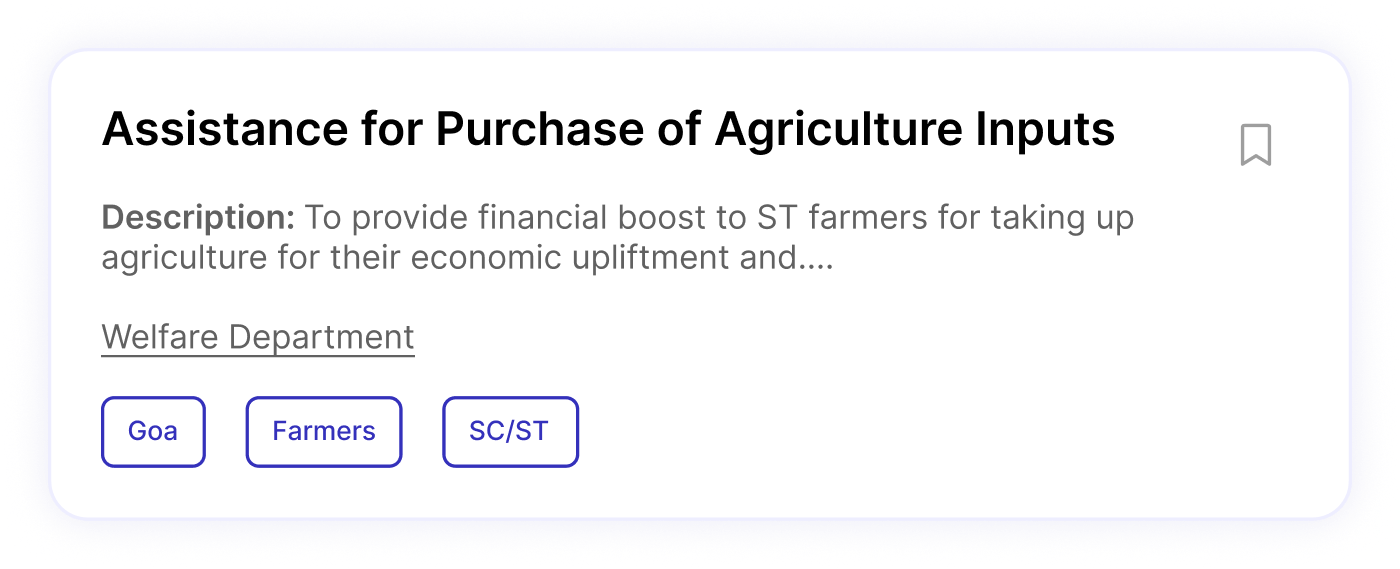 Assistance for Purchase of Agriculture Inputs
Description: To provide financial boost to ST farmers for taking up
agriculture for their economic upliftment and....
Welfare Department
Goa
Farmers
SC/ST